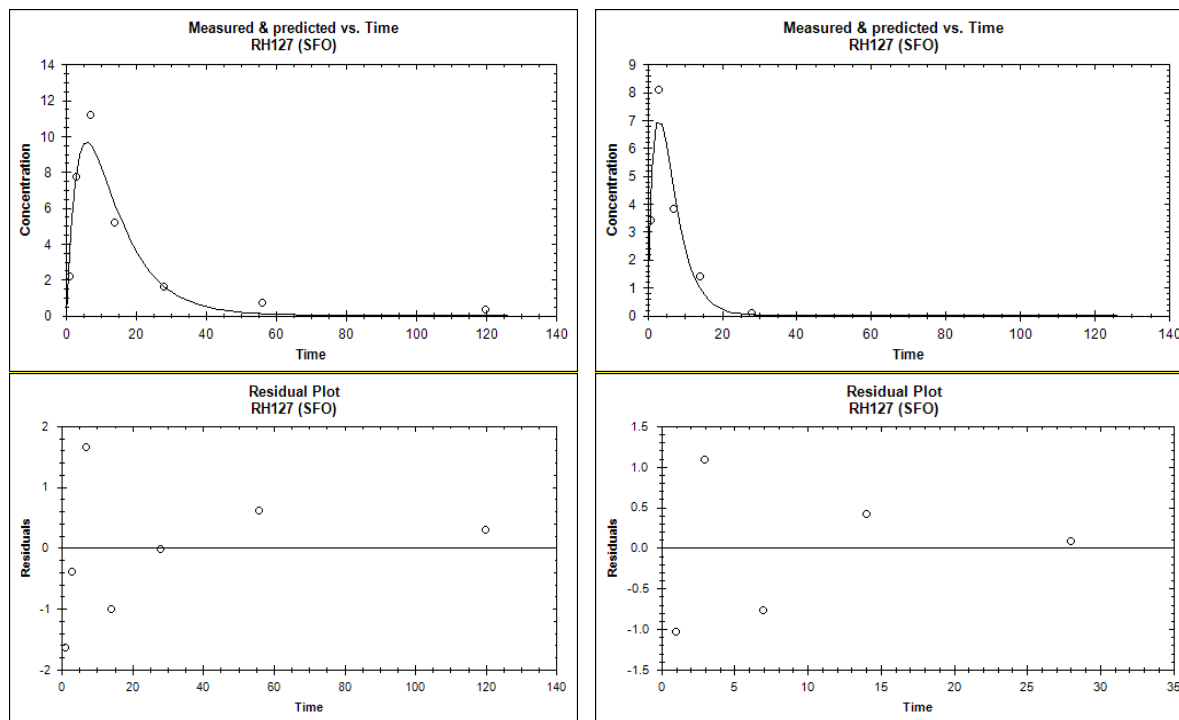 Measured & predicted vs. Time
RH127 (SFO)
14
12
10
8
6
4
2
0
Concentration
0 20 40 60 80 100 120 140
Time
Measured & predicted vs. Time
RH127 (SFO)
9
8
7
6
5
4
3
2
1
0
Concentration
0 20 40 60 80 100 120 140
Time
Residual Plot
RH127 (SFO)
2
1
0
-1
-2
Residuals
0 20 40 60 80 100 120 140
Time
Residual Plot
RH127 (SFO)
1.5
1.0
0.5
0.0
-0.5
-1.0
-1.5
Residuals
0 5 10 15 20 25 30 35
Time